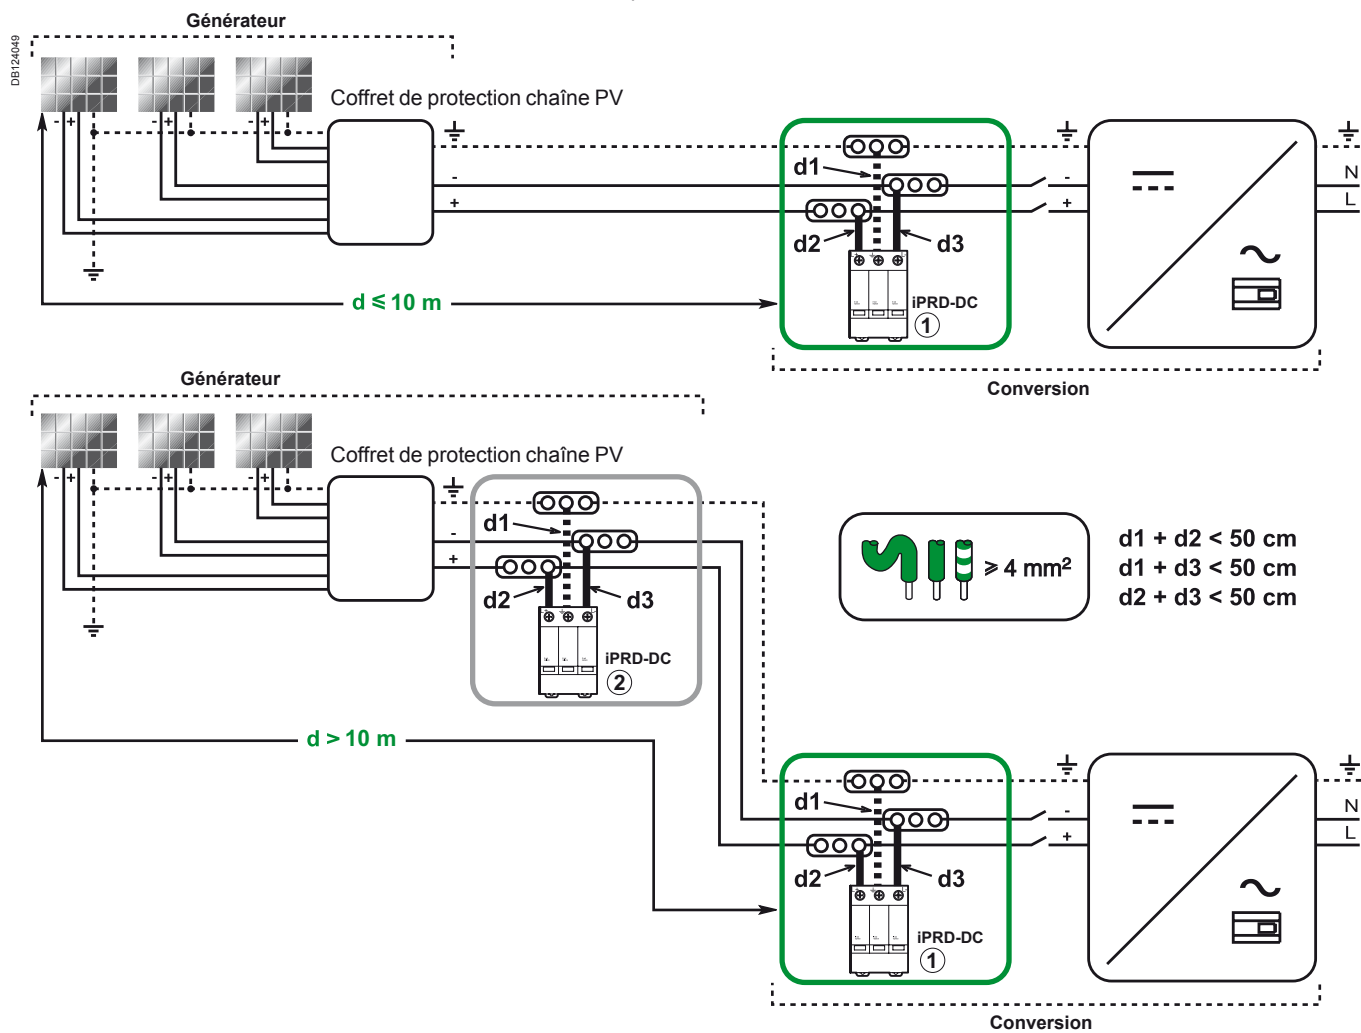 DB124049
Générateur
Coffret de protection chaîne PV
- +
- +
- +
-
+
d1
d2
d3
iPRD-DC
1
-
+
N
L
d ⩽ 10 m
Conversion
Générateur
Coffret de protection chaîne PV
- +
- +
- +
-
+
d1
d2
d3
iPRD-DC
2
⩾ 4 mm²
d1 + d2 < 50 cm
d1 + d3 < 50 cm
d2 + d3 < 50 cm
d > 10 m
d1
d2
d3
iPRD-DC
1
-
+
N
L
Conversion